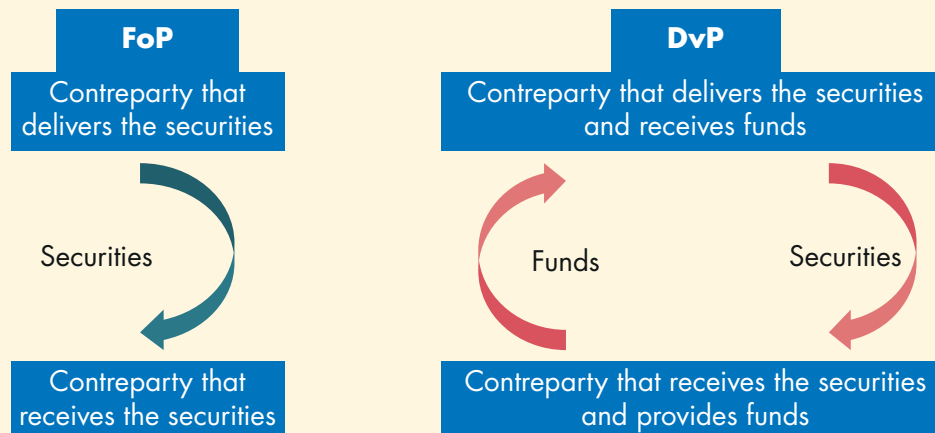 FoP
Contreparty that
delivers the securities
Securities
Contreparty that
receives the securities
DvP
Contreparty that delivers the securities
and receives funds
Funds
Securities
Contreparty that receives the securities
and provides funds